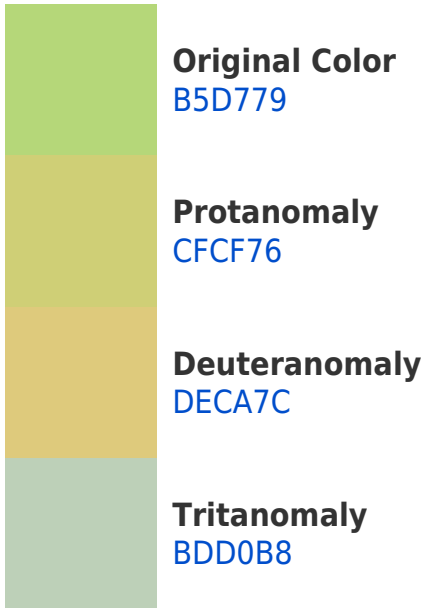 Original Color
B5D779
Protanomaly
CFCF76
Deuteranomaly
DECA7C
Tritanomaly
BDD0B8